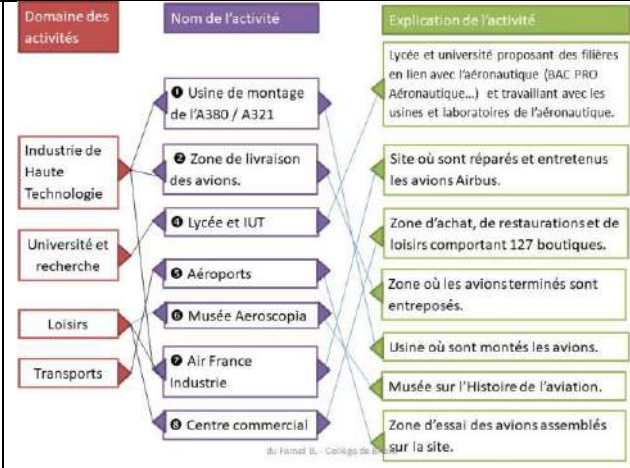 Domaine des
activités
Nom de l'activité
Explication de l'activité
Industrie de
Haute
Technologie
Université et
recherche
Loisirs
Transports
❶ Usine de montage
de l'A380 / A321
❷ Zone de livraison
des avions.
❹ Lycée et IUT
❺ Aéroports
❻ Musée Aeroscopia
❼ Air France
Industrie
❽ Centre commercial
Lycée et université proposant des filières
en lien avec l'aéronautique (BAC PRO
Aéronautique...) et travaillant avec les
usines et laboratoires de l'aéronautique.
Site où sont réparés et entretenus
les avions Airbus.
Zone d'achat, de restaurations et de
loisirs comportant 127 boutiques.
Zone où les avions terminés sont
entreposés.
Usine où sont montés les avions.
Musée sur l'Histoire de l'aviation.
Zone d'essai des avions assemblés
sur la site.
B. - Collège de